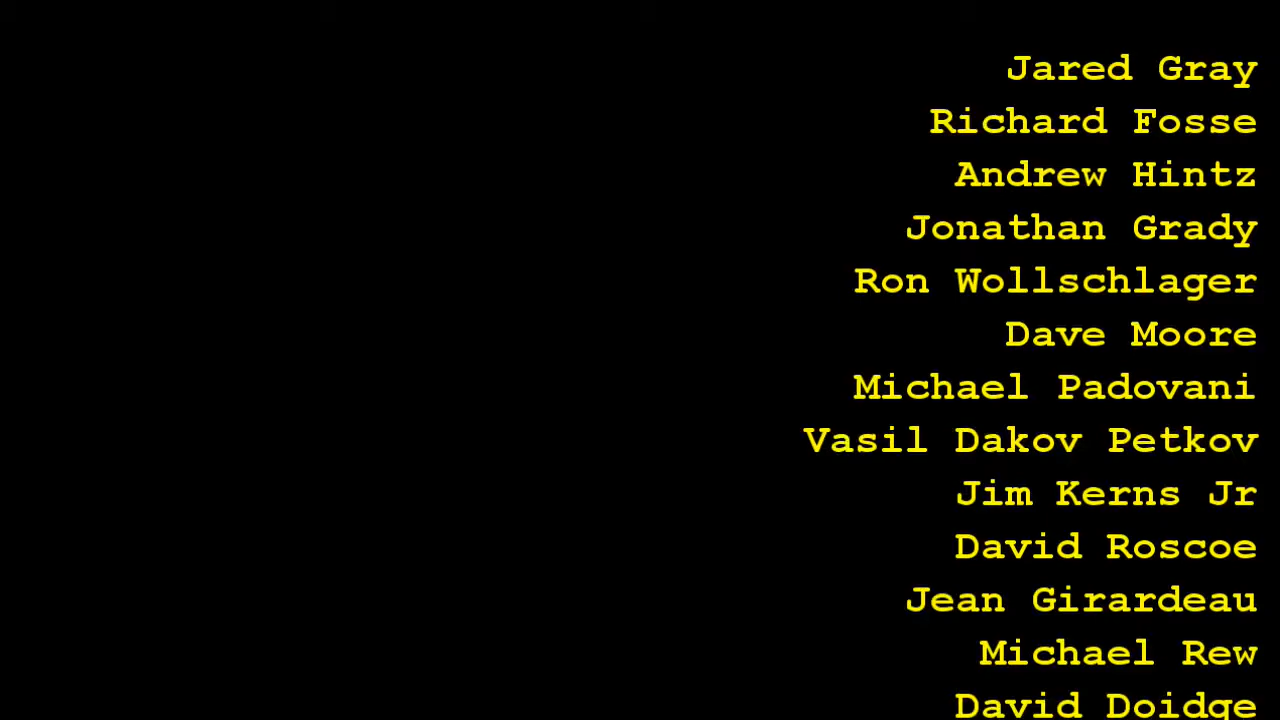 Jared Gray
Richard Fosse
Andrew Hintz
Jonathan Grady
Ron Wollschlager
Dave Moore
Michael Padovani
Vasil Dakov Petkov
Jim Kerns Jr
David Roscoe
Jean Girardeau
Michael Rew
David Doidge